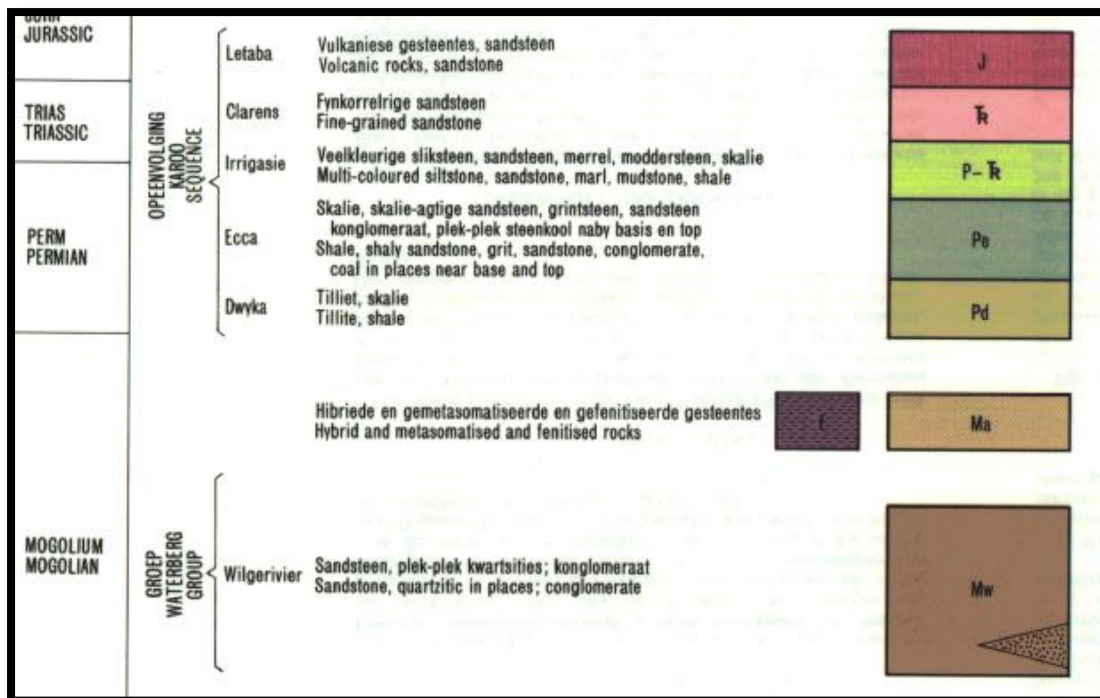 JURA
JURASSIC
TRIAS
TRIASSIC
PERM
PERMIAN
MOGOLIUM
MOGOLIAN
OPEENVOLGING
KAROO
SEQUENCE
Letaba
Vulkaniese gesteentes, sandsteen
Volcanic rocks, sandstone
J
Clarens
Fynkorrelrige sandsteen
Fine-grained sandstone
TR
Irrigasie
Veelkleurige sliksteen, sandsteen, merrel, moddersteen, skalie
Multi-coloured siltstone, sandstone, marl, mudstone, shale
P-TR
Ecca
Skalie, skalie-agtige sandsteen, grintsteen, sandsteen
konglomeraat, plek-plek steenkool naby basis en top
Shale, shaly sandstone, grit, sandstone, conglomerate,
coal in places near base and top
Pe
Dwyka
Tilliet, skalie
Tillite, shale
Pd
Hibriede en gemetasomatiseerde en gefenitiseerde gesteentes
Hybrid and metasomatised and fenitised rocks
Ma
GROEP
WATERBERG
GROUP
Wilgerivier
Sandsteen, plek-plek kwartsities; konglomeraat
Sandstone, quartzitic in places; conglomerate
Mw